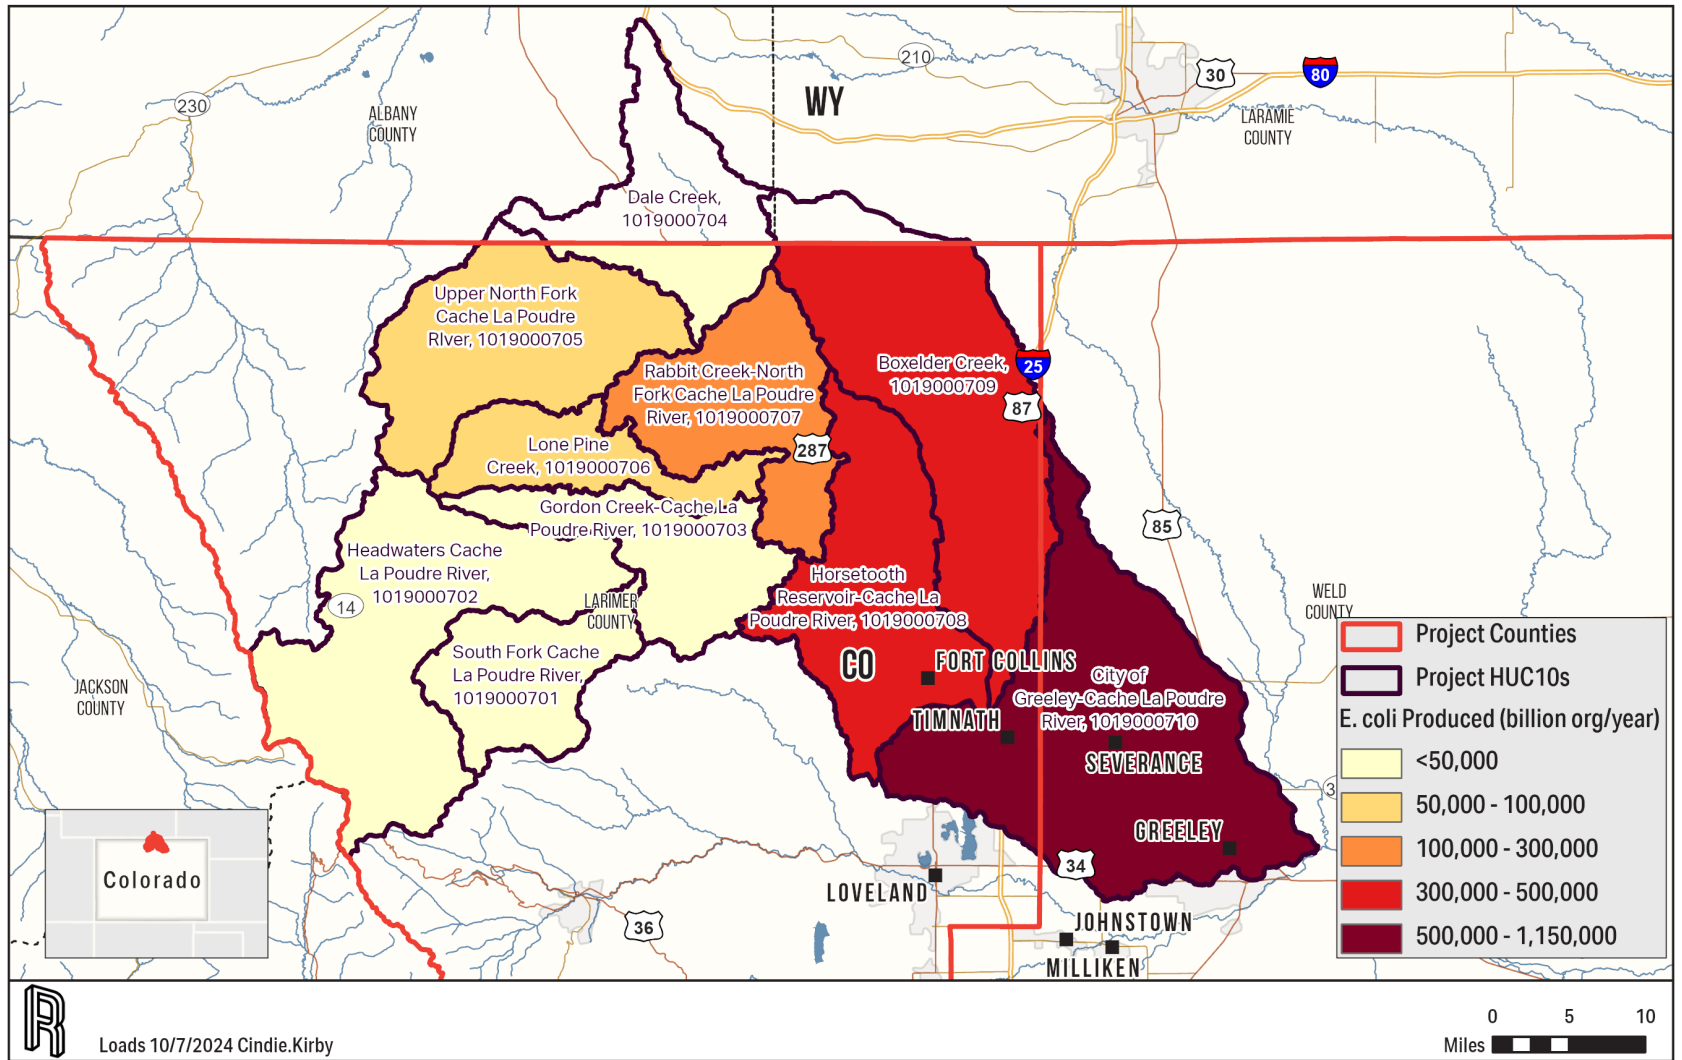 210
30
80
230
ALBANY
COUNTY
WY
LARAMIE
COUNTY
Dale Creek,
1019000704
Upper North Fork
Cache La Poudre
RIver, 1019000705
Boxelder Creek,
1019000709
25
87
Rabbit Creek-North
Fork Cache La Poudre
River, 1019000707
287
Lone Pine
Creek, 1019000706
Gordon Creek-Cache La
Poudre River, 1019000703
85
Headwaters Cache
La Poudre River,
1019000702
14
LARIMER
COUNTY
Horsetooth
Reservoir-Cache La
Poudre River, 1019000708
WELD
COUNTY
South Fork Cache
La Poudre River,
1019000701
CO
FORT COLLINS
City of
Greeley-Cache La Poudre
River, 1019000710
JACKSON
COUNTY
TIMNATH
SEVERANCE
GREELEY
34
3
LOVELAND
36
JOHNSTOWN
MILLIKEN
Project Counties
Project HUC10s
E. coli Produced (billion org/year)
<50,000
50,000 - 100,000
100,000 - 300,000
300,000 - 500,000
500,000 - 1,150,000
Colorado
R
Loads 10/7/2024 Cindie.Kirby
0 5 10
Miles